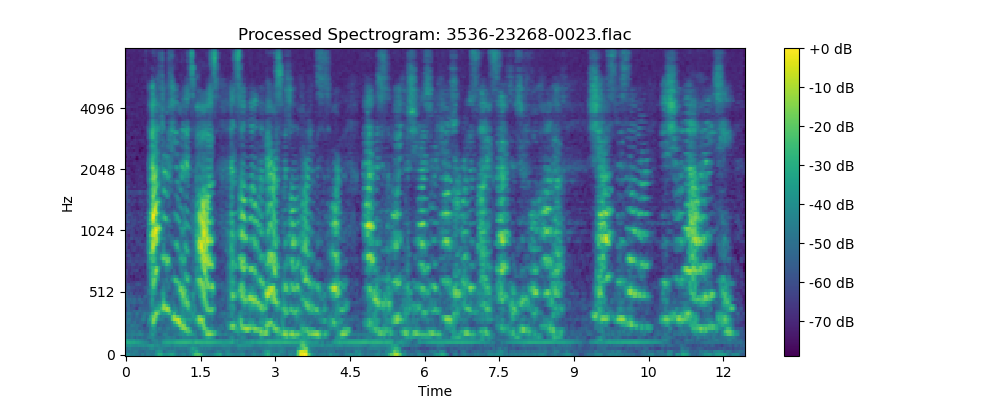 Processed Spectrogram: 3536-23268-0023.flac
Hz
4096
2048
1024
512
0
0 1.5 3 4.5 6 7.5 9 10 12
Time
+0 dB
-10 dB
-20 dB
-30 dB
-40 dB
-50 dB
-60 dB
-70 dB